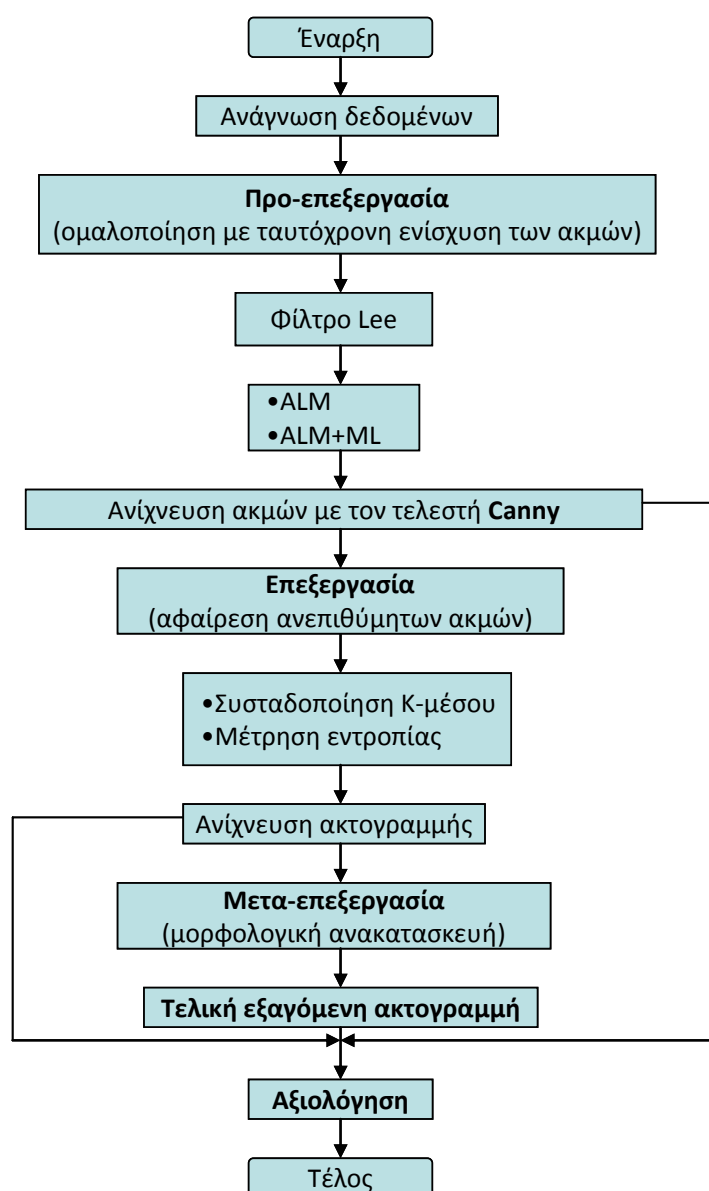 Έναρξη
Ανάγνωση δεδομένων
Προ-επεξεργασία
(ομαλοποίηση με ταυτόχρονη ενίσχυση των ακμών)
Φίλτρο Lee
•ALM
•ALM+ML
Ανίχνευση ακμών με τον τελεστή Canny
Επεξεργασία
(αφαίρεση ανεπιθύμητων ακμών)
•Συσταδοποίηση Κ-μέσου
•Μέτρηση εντροπίας
Ανίχνευση ακτογραμμής
Μετα-επεξεργασία
(μορφολογική ανακατασκευή)
Τελική εξαγόμενη ακτογραμμή
Αξιολόγηση
Τέλος